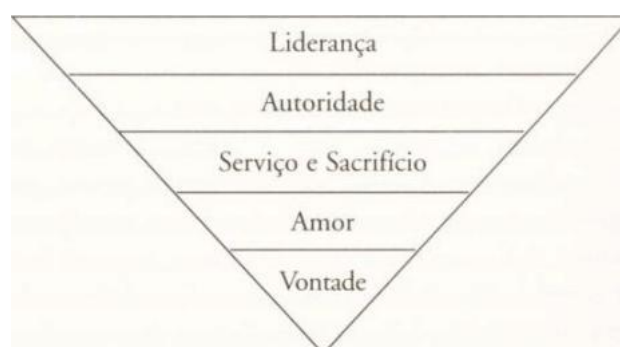 Liderança
Autoridade
Serviço e Sacrifício
Amor
Vontade